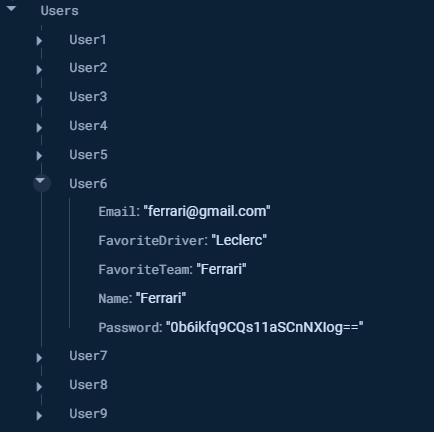 Users
User1
User2
User3
User4
User5
User6
Email: "ferrari@gmail.com"
FavoriteDriver: "Leclerc"
FavoriteTeam: "Ferrari"
Name: "Ferrari"
Password: "0b6ikfq9CQs11aSCnNXIog=="
User7
User8
User9